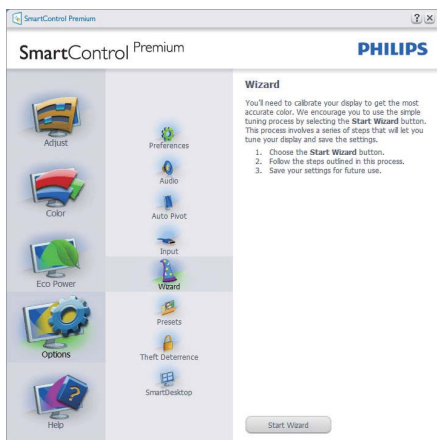 SmartControl Premium
? X
SmartControl Premium
PHILIPS
Adjust
Color
Eco Power
Options
Help
Preferences
Audio
Auto Pivot
Input
Wizard
Presets
Theft Deterrence
SmartDesktop
Wizard
You'll need to calibrate your display to get the most
accurate color. We encourage you to use the simple
tuning process by selecting the Start Wizard button.
This process involves a series of steps that will let you
tune your display and save the settings.
1. Choose the Start Wizard button.
2. Follow the steps outlined in this process.
3. Save your settings for future use.
Start Wizard